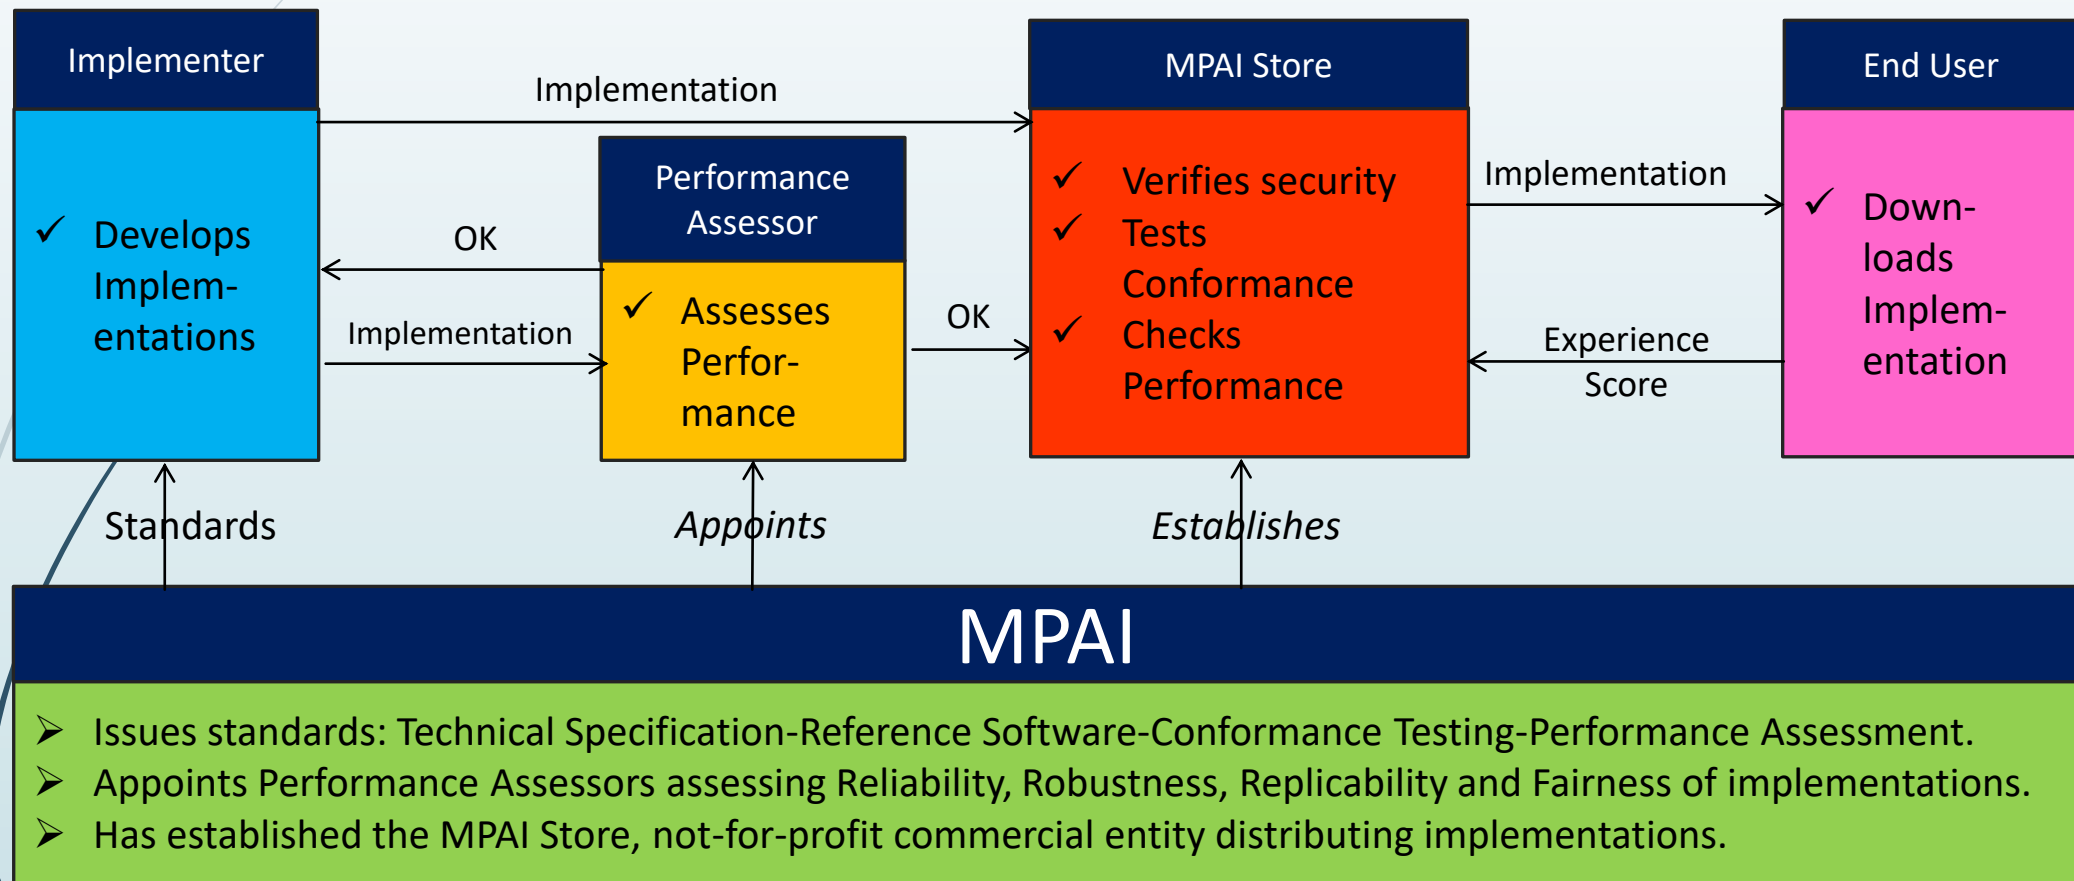 Implementer
✓ Develops
Implem-
entations
Implementation
OK
Implementation
Performance
Assessor
✓ Assesses
Perfor-
mance
OK
MPAI Store
✓ Verifies security
✓ Tests
Conformance
✓ Checks
Performance
Implementation
Experience
Score
End User
✓ Down-
loads
Implem-
entation
Standards
Appoints
Establishes
MPAI
➢ Issues standards: Technical Specification-Reference Software-Conformance Testing-Performance Assessment.
➢ Appoints Performance Assessors assessing Reliability, Robustness, Replicability and Fairness of implementations.
➢ Has established the MPAI Store, not-for-profit commercial entity distributing implementations.